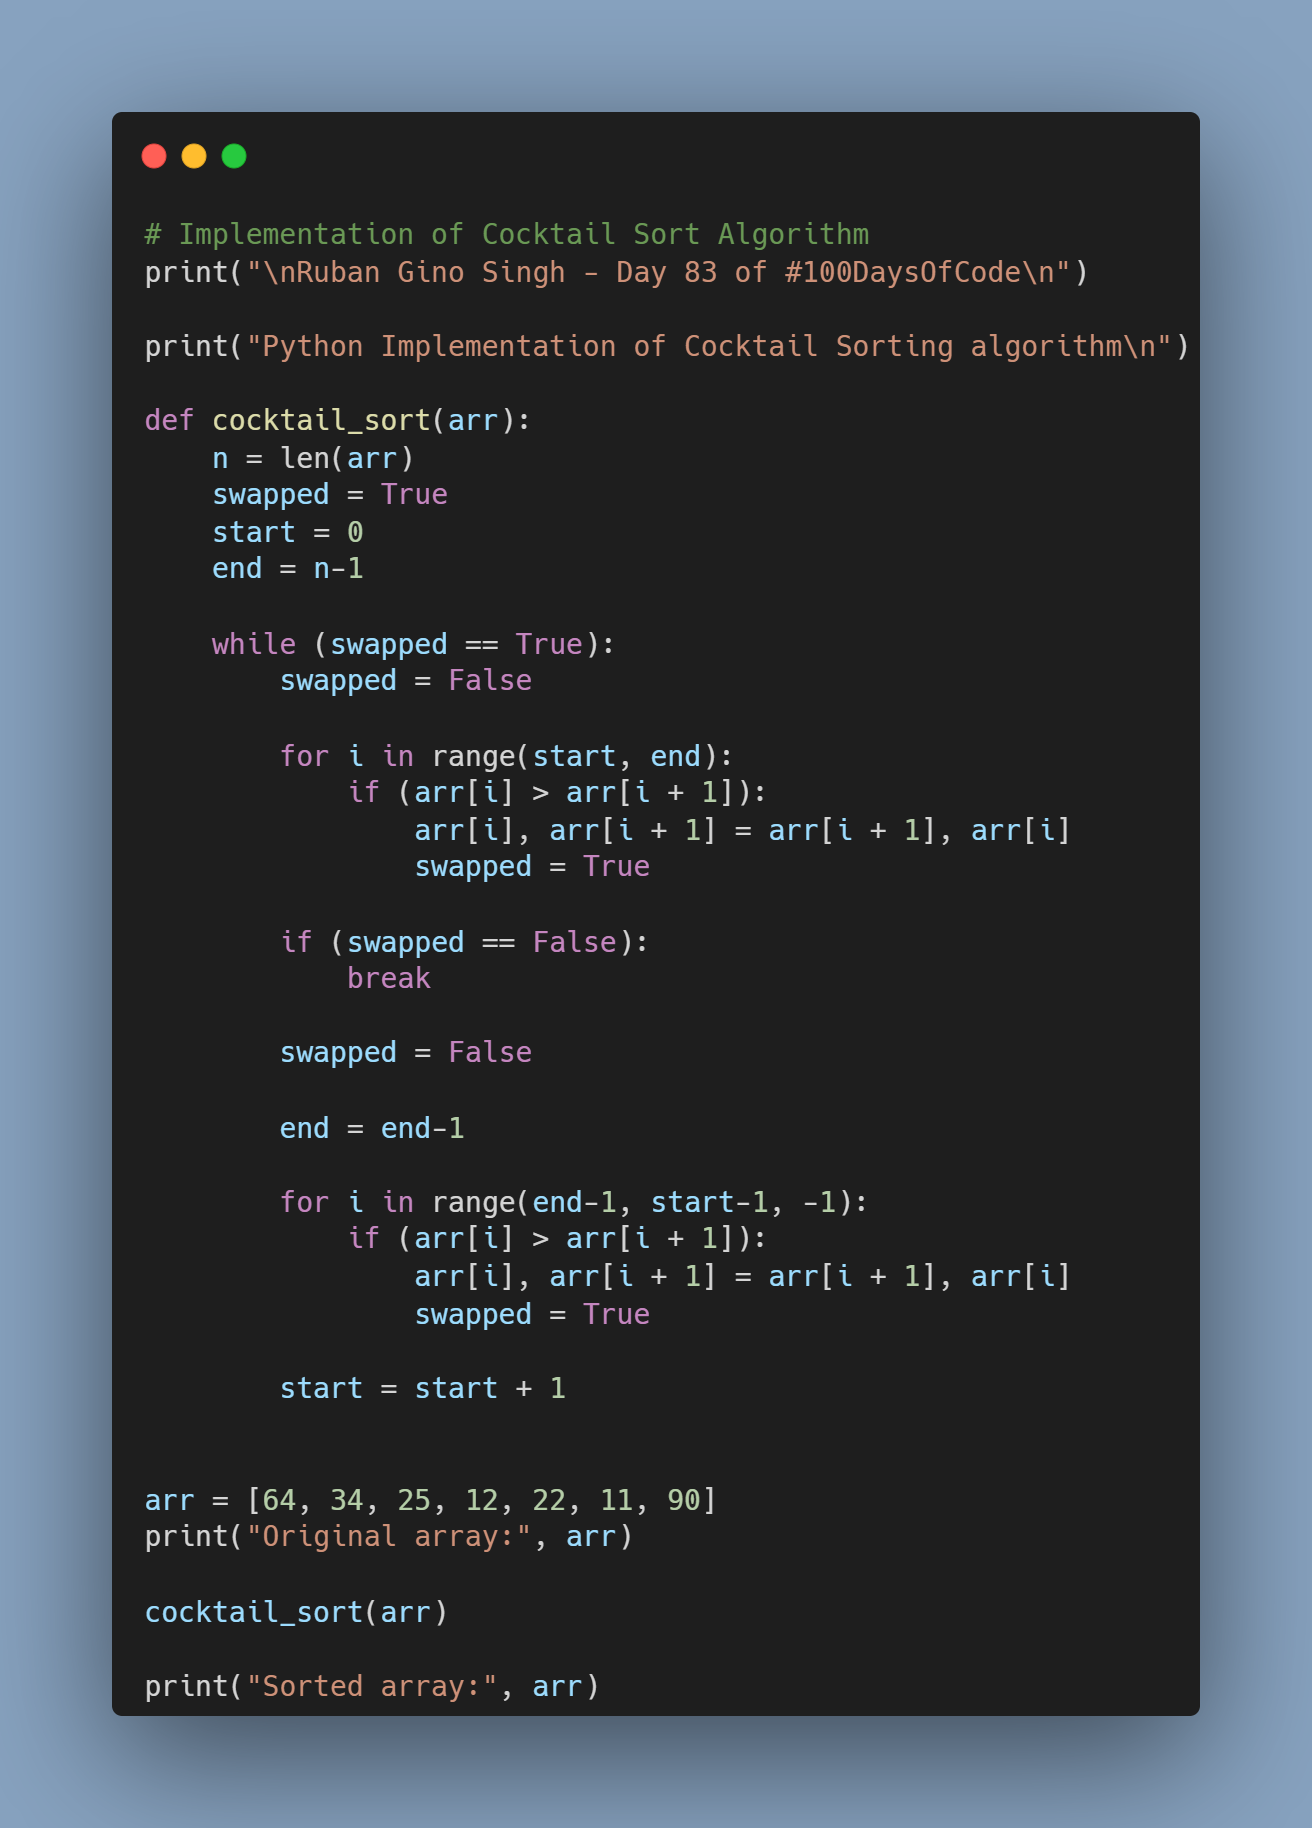 # Implementation of Cocktail Sort Algorithm
print("\nRuban Gino Singh - Day 83 of #100DaysOfCode\n")

print("Python Implementation of Cocktail Sorting algorithm\n")

def cocktail_sort(arr):
    n = len(arr)
    swapped = True
    start = 0
    end = n-1

    while (swapped == True):
        swapped = False

        for i in range(start, end):
            if (arr[i] > arr[i + 1]):
                arr[i], arr[i + 1] = arr[i + 1], arr[i]
                swapped = True

        if (swapped == False):
            break

        swapped = False

        end = end-1

        for i in range(end-1, start-1, -1):
            if (arr[i] > arr[i + 1]):
                arr[i], arr[i + 1] = arr[i + 1], arr[i]
                swapped = True

        start = start + 1


arr = [64, 34, 25, 12, 22, 11, 90]
print("Original array:", arr)

cocktail_sort(arr)

print("Sorted array:", arr)